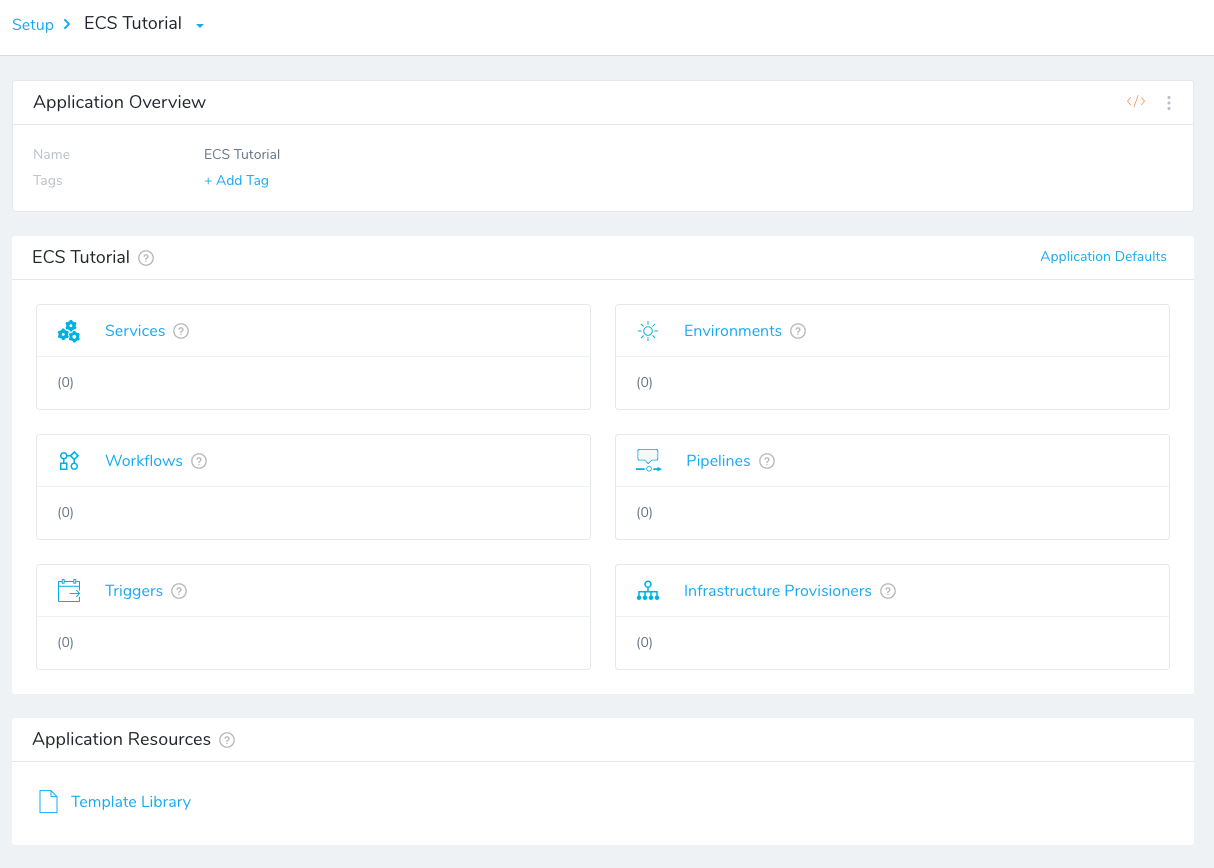 Setup > ECS Tutorial
Application Overview </>
Name ECS Tutorial
Tags + Add Tag
ECS Tutorial ? Application Defaults
Services ? Environments ?
(0) (0)
Workflows ? Pipelines ?
(0) (0)
Triggers ? Infrastructure Provisioners ?
(0) (0)
Application Resources ?
Template Library